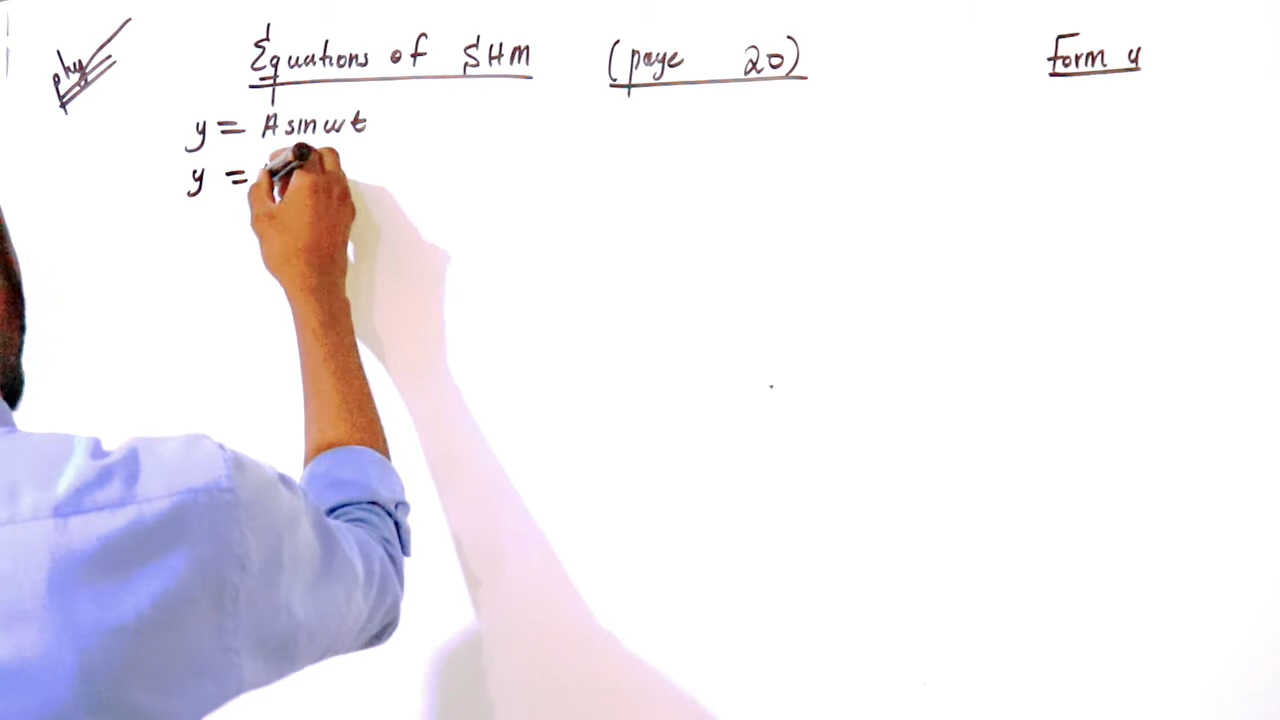 phy Equations of SHM (page 20) Form 4
y = A sin ωt
y =